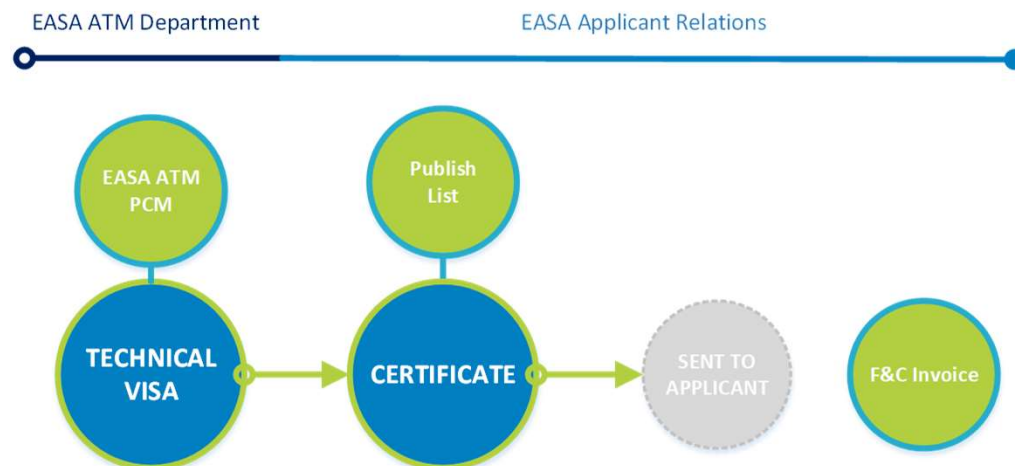 EASA ATM Department
EASA Applicant Relations
EASA ATM
PCM
Publish
List
TECHNICAL
VISA
CERTIFICATE
SENT TO
APPLICANT
F&C Invoice